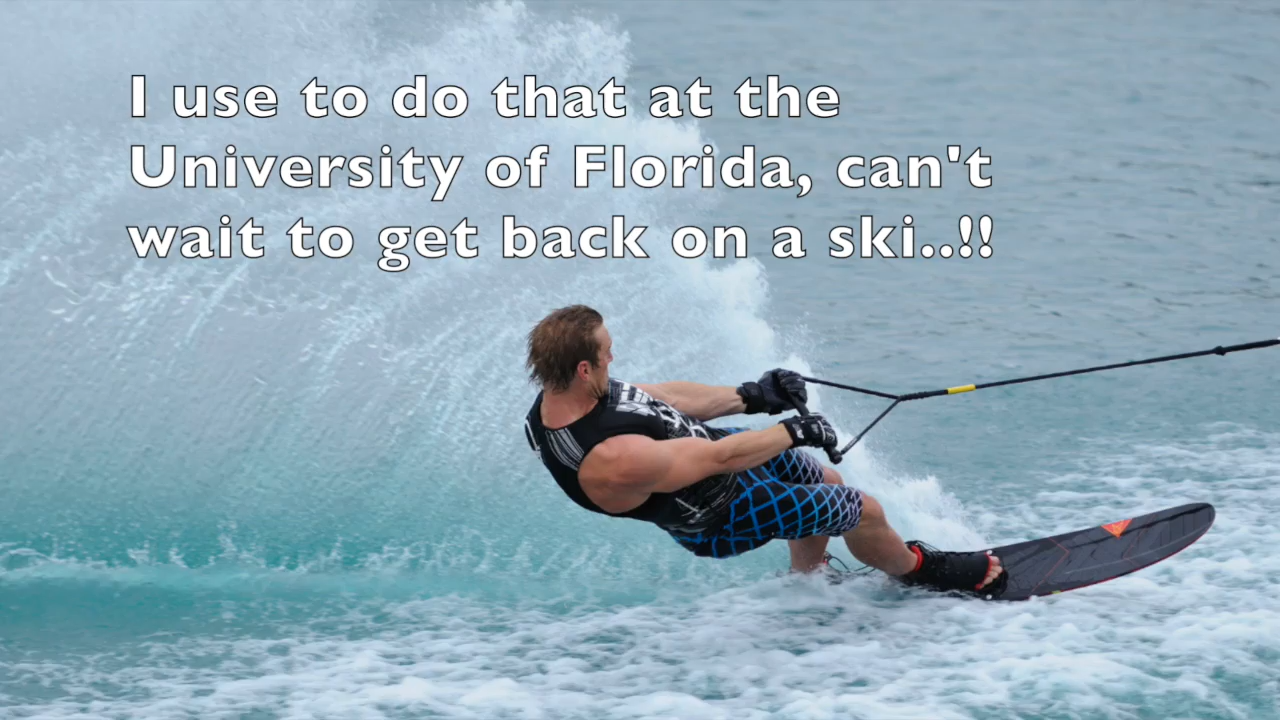 I use to do that at the
University of Florida, can't
wait to get back on a ski..!!